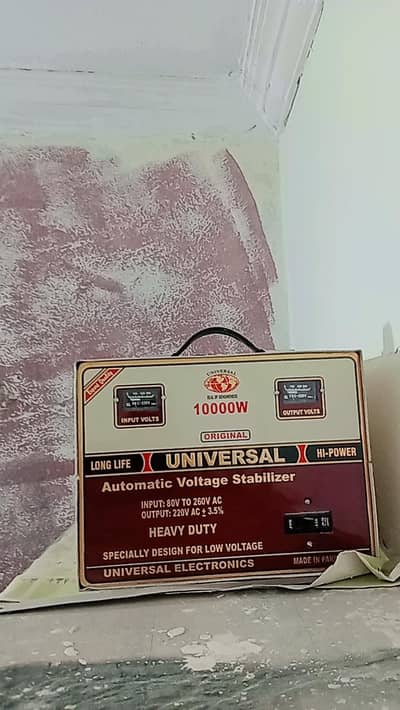 UNIVERSAL
10000W
INPUT VOLTS
OUTPUT VOLTS
ORIGINAL
LONG LIFE UNIVERSAL HI-POWER
Automatic Voltage Stabilizer
INPUT: 80V TO 260V AC
OUTPUT: 220V AC ± 3.5%
HEAVY DUTY
SPECIALLY DESIGN FOR LOW VOLTAGE
UNIVERSAL ELECTRONICS MADE IN